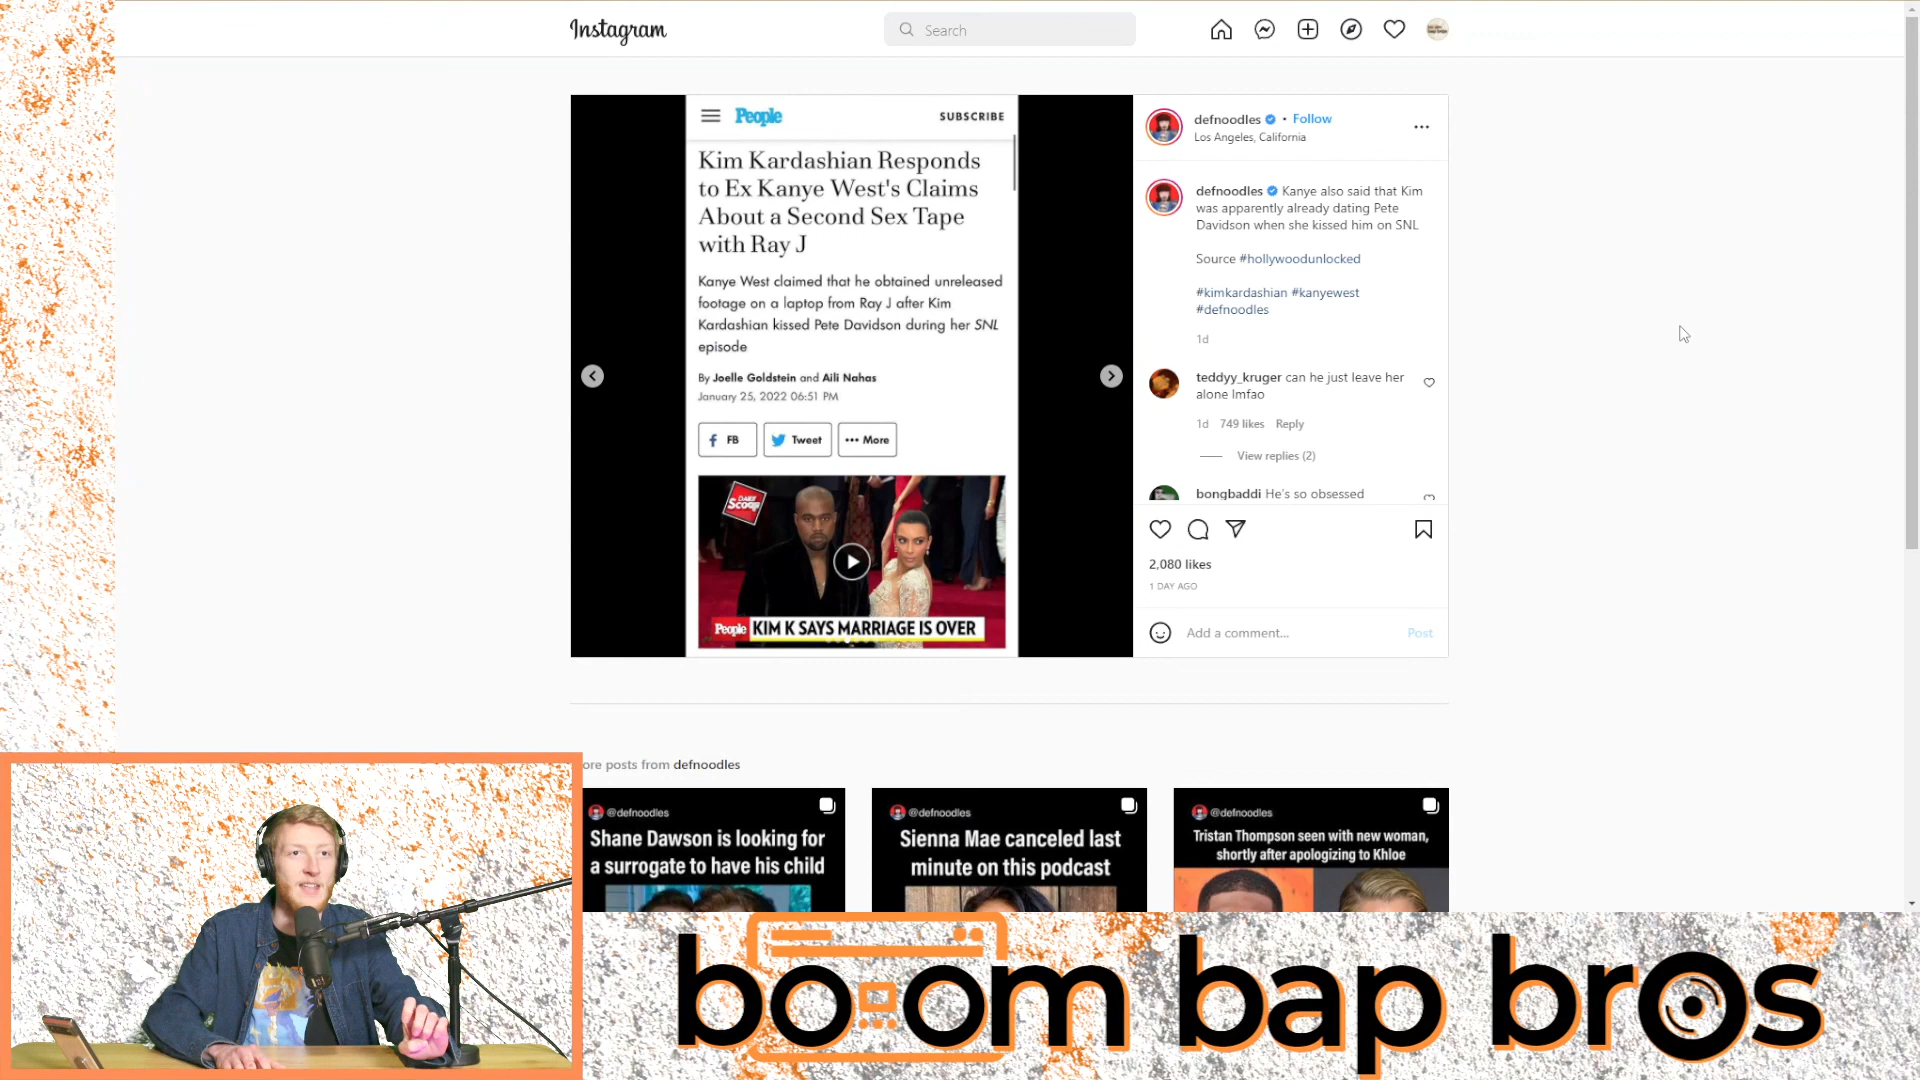 Instagram
Search
People
SUBSCRIBE
Kim Kardashian Responds
to Ex Kanye West's Claims
About a Second Sex Tape
with Ray J
Kanye West claimed that he obtained unreleased
footage on a laptop from Ray J after Kim
Kardashian kissed Pete Davidson during her SNL
episode
By Joelle Goldstein and Aili Nahas
January 25, 2022 06:51 PM
FB
Tweet
More
DAILY
Scoop
People KIM K SAYS MARRIAGE IS OVER
defnoodles • Follow
Los Angeles, California
defnoodles Kanye also said that Kim
was apparently already dating Pete
Davidson when she kissed him on SNL
Source #hollywoodunlocked
#kimkardashian #kanyewest
#defnoodles
1d
teddyy_kruger can he just leave her
alone lmfao
1d 749 likes Reply
View replies (2)
bongbaddi He's so obsessed
2,080 likes
1 DAY AGO
Add a comment...
Post
ore posts from defnoodles
@defnoodles
Shane Dawson is looking for
a surrogate to have his child
@defnoodles
Sienna Mae canceled last
minute on this podcast
@defnoodles
Tristan Thompson seen with new woman,
shortly after apologizing to Khloe
boom bap bros